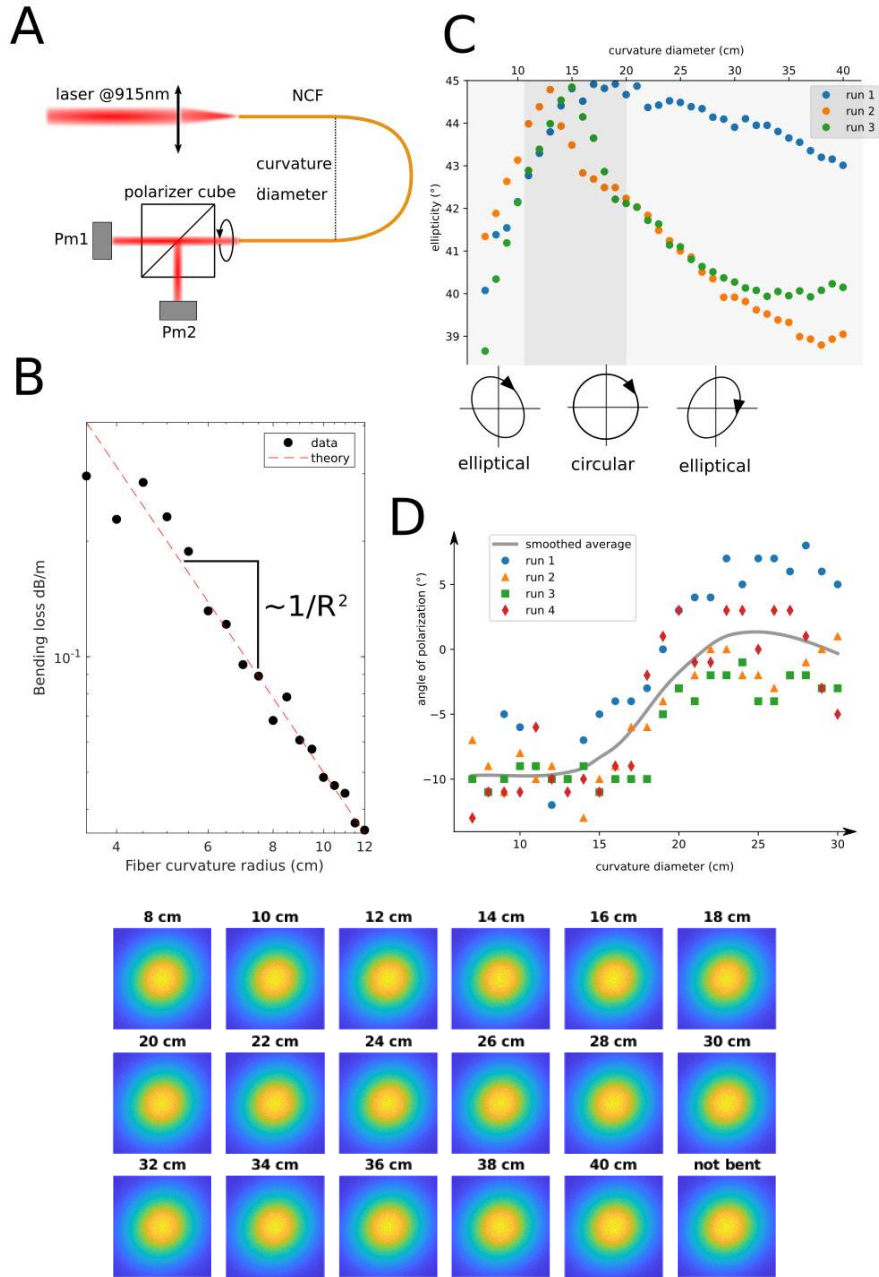 A
laser @915nm
NCF
curvature
diameter
polarizer cube
Pm1
Pm2
B
data
theory
~1/R²
Bending loss dB/m
10⁻¹
4
6
8
10
12
Fiber curvature radius (cm)
C
curvature diameter (cm)
10 15 20 25 30 35 40
run 1
run 2
run 3
ellipticity (°)
45
44
43
42
41
40
39
elliptical circular elliptical
D
smoothed average
run 1
run 2
run 3
run 4
angle of polarization (°)
5
0
−5
−10
10 15 20 25 30
curvature diameter (cm)
8 cm 10 cm 12 cm 14 cm 16 cm 18 cm
20 cm 22 cm 24 cm 26 cm 28 cm 30 cm
32 cm 34 cm 36 cm 38 cm 40 cm not bent